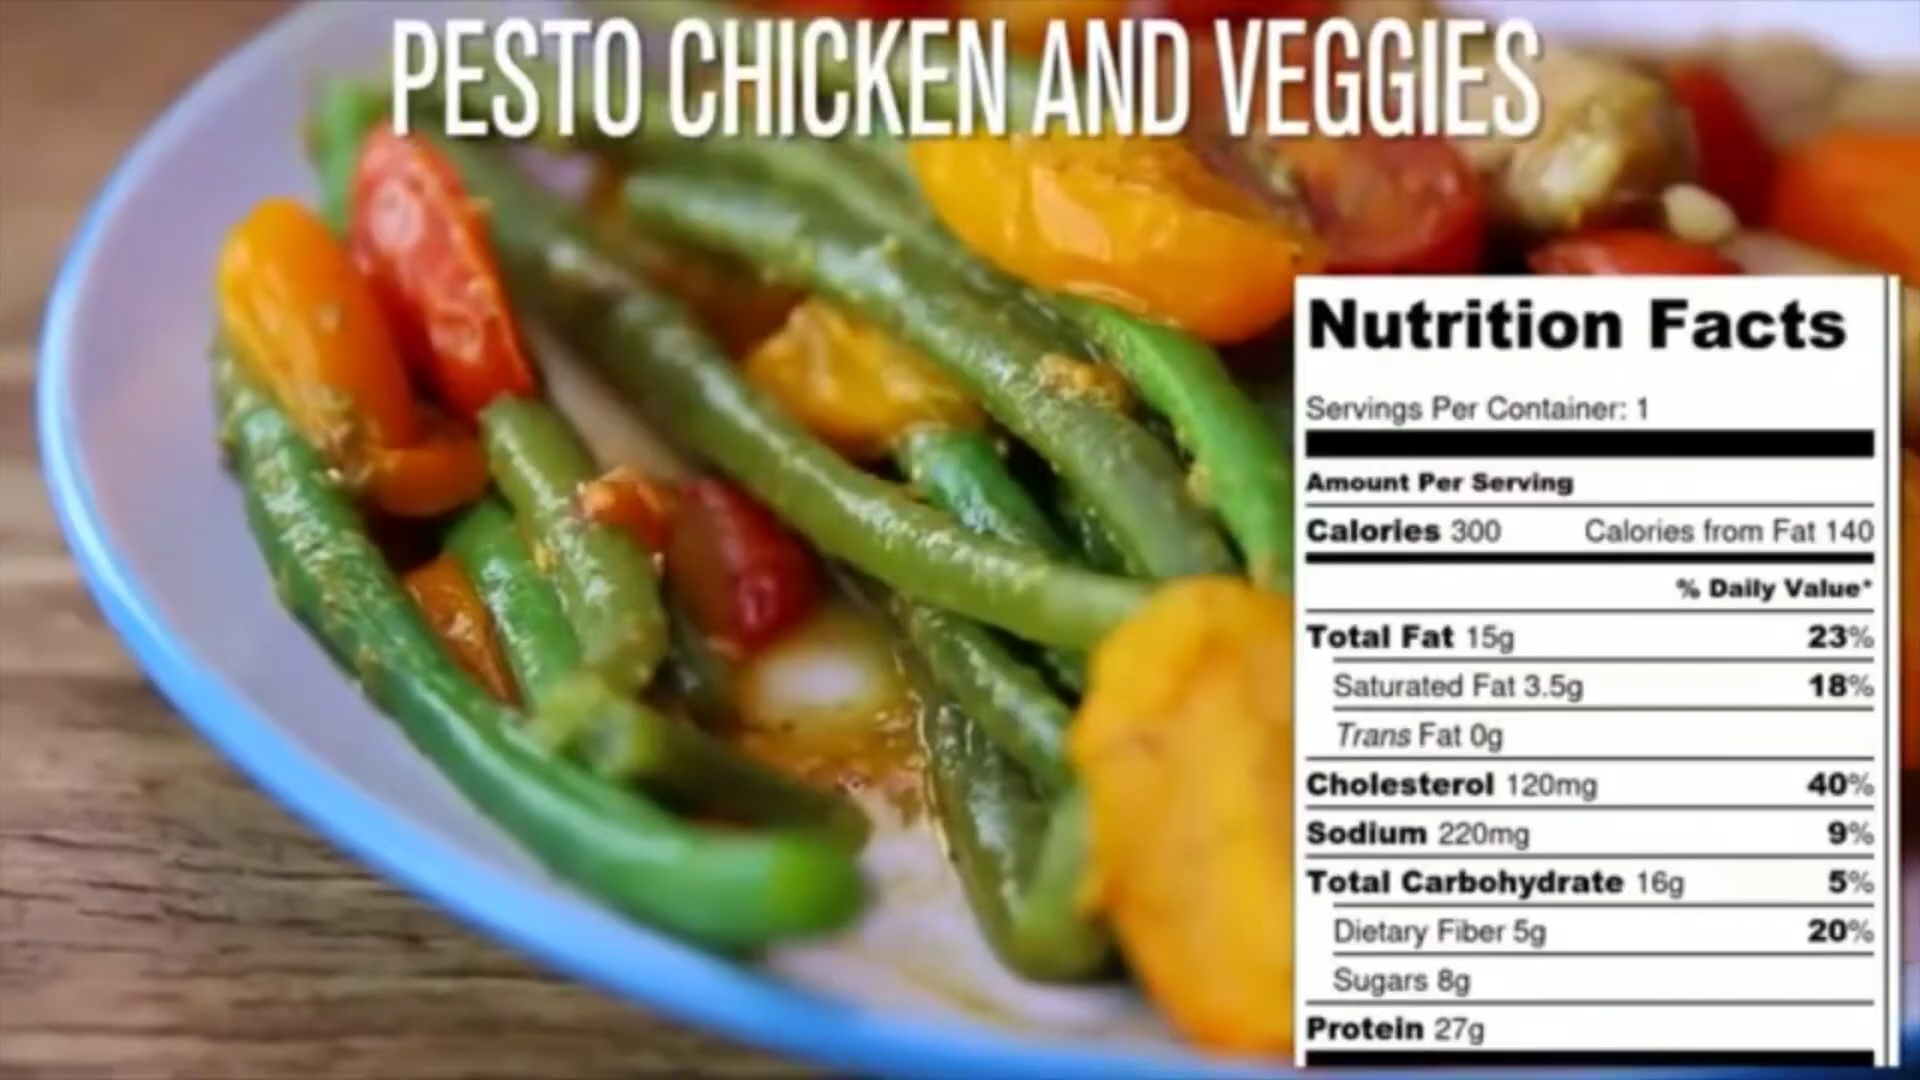 PESTO CHICKEN AND VEGGIES
Nutrition Facts
Servings Per Container: 1
Amount Per Serving
Calories 300 Calories from Fat 140
% Daily Value*
Total Fat 15g 23%
Saturated Fat 3.5g 18%
Trans Fat 0g
Cholesterol 120mg 40%
Sodium 220mg 9%
Total Carbohydrate 16g 5%
Dietary Fiber 5g 20%
Sugars 8g
Protein 27g